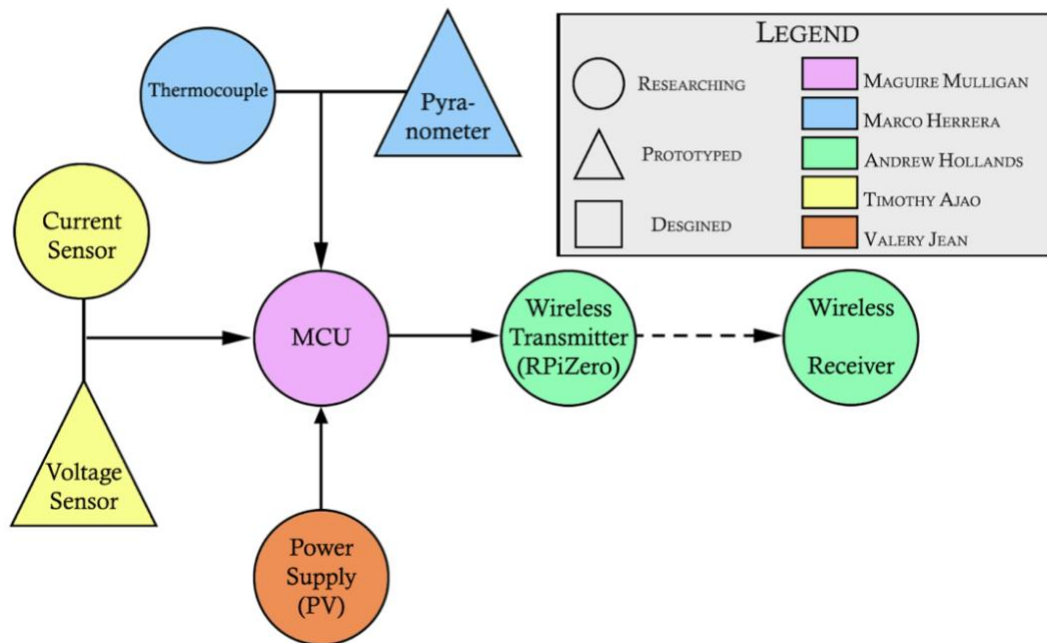 Thermocouple
Pyra-
nometer
LEGEND
RESEARCHING
PROTOTYPED
DESGINED
MAGUIRE MULLIGAN
MARCO HERRERA
ANDREW HOLLANDS
TIMOTHY AJAO
VALERY JEAN
Current
Sensor
MCU
Wireless
Transmitter
(RPiZero)
Wireless
Receiver
Voltage
Sensor
Power
Supply
(PV)